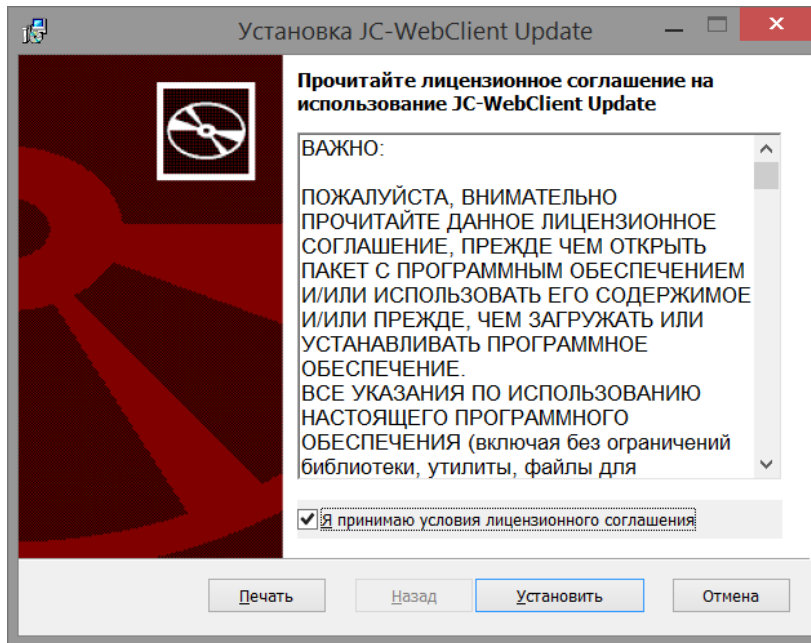 Установка JC-WebClient Update
Прочитайте лицензионное соглашение на
использование JC-WebClient Update
ВАЖНО:
ПОЖАЛУЙСТА, ВНИМАТЕЛЬНО
ПРОЧИТАЙТЕ ДАННОЕ ЛИЦЕНЗИОННОЕ
СОГЛАШЕНИЕ, ПРЕЖДЕ ЧЕМ ОТКРЫТЬ
ПАКЕТ С ПРОГРАММНЫМ ОБЕСПЕЧЕНИЕМ
И/ИЛИ ИСПОЛЬЗОВАТЬ ЕГО СОДЕРЖИМОЕ
И/ИЛИ ПРЕЖДЕ, ЧЕМ ЗАГРУЖАТЬ ИЛИ
УСТАНАВЛИВАТЬ ПРОГРАММНОЕ
ОБЕСПЕЧЕНИЕ.
ВСЕ УКАЗАНИЯ ПО ИСПОЛЬЗОВАНИЮ
НАСТОЯЩЕГО ПРОГРАММНОГО
ОБЕСПЕЧЕНИЯ (включая без ограничений
библиотеки, утилиты, файлы для
Я принимаю условия лицензионного соглашения
Печать Назад Установить Отмена